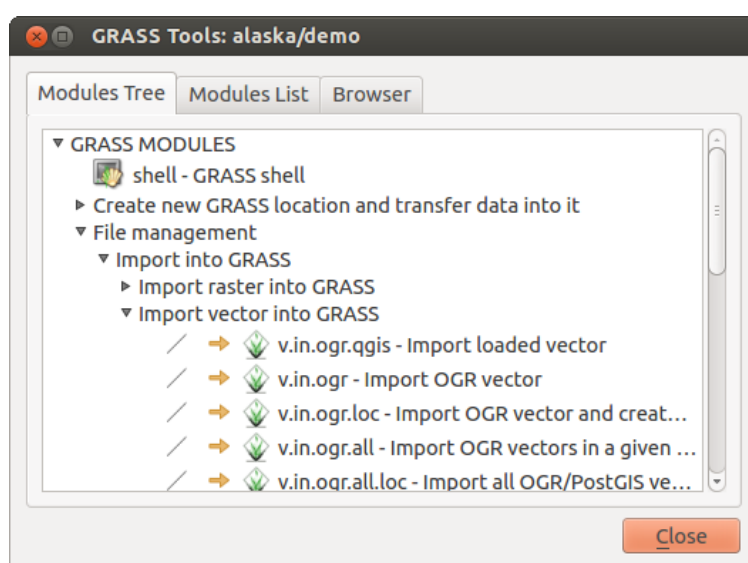 GRASS Tools: alaska/demo
Modules Tree Modules List Browser
GRASS MODULES
shell - GRASS shell
Create new GRASS location and transfer data into it
File management
Import into GRASS
Import raster into GRASS
Import vector into GRASS
v.in.ogr.qgis - Import loaded vector
v.in.ogr - Import OGR vector
v.in.ogr.loc - Import OGR vector and creat...
v.in.ogr.all - Import OGR vectors in a given ...
v.in.ogr.all.loc - Import all OGR/PostGIS ve...
Close